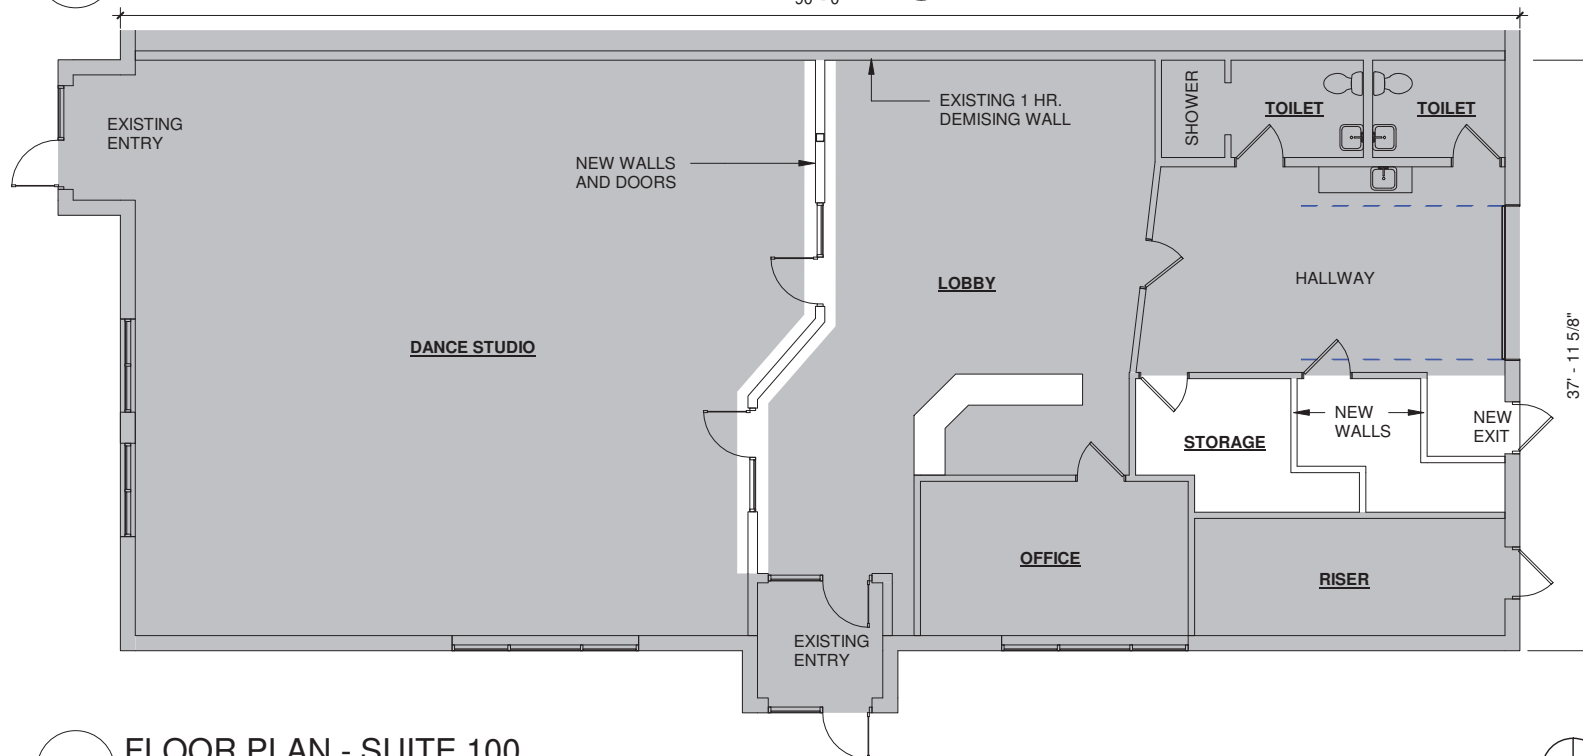 EXISTING
ENTRY
NEW WALLS
AND DOORS
EXISTING 1 HR.
DEMISING WALL
SHOWER
TOILET
TOILET
LOBBY
HALLWAY
DANCE STUDIO
37' - 11 5/8"
NEW
WALLS
NEW
EXIT
STORAGE
OFFICE
RISER
EXISTING
ENTRY
FLOOR PLAN - SUITE 100